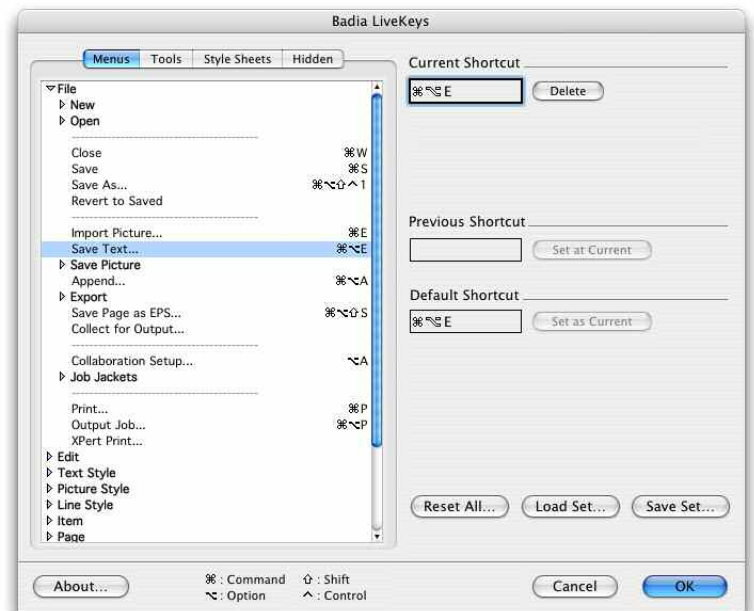 Badia LiveKeys
Menus Tools Style Sheets Hidden
File
New
Open
Close ⌘W
Save ⌘S
Save As... ⌘⌥⇧^1
Revert to Saved
Import Picture... ⌘E
Save Text... ⌘⌥E
Save Picture
Append... ⌘⌥A
Export
Save Page as EPS... ⌘⌥⇧S
Collect for Output...
Collaboration Setup... ⌥A
Job Jackets
Print... ⌘P
Output Job... ⌘⌥P
XPert Print...
Edit
Text Style
Picture Style
Line Style
Item
Page
Current Shortcut
⌘⌥E Delete
Previous Shortcut
Set at Current
Default Shortcut
⌘⌥E Set as Current
Reset All... Load Set... Save Set...
About...
⌘ : Command ⇧ : Shift
⌥ : Option ^ : Control
Cancel OK